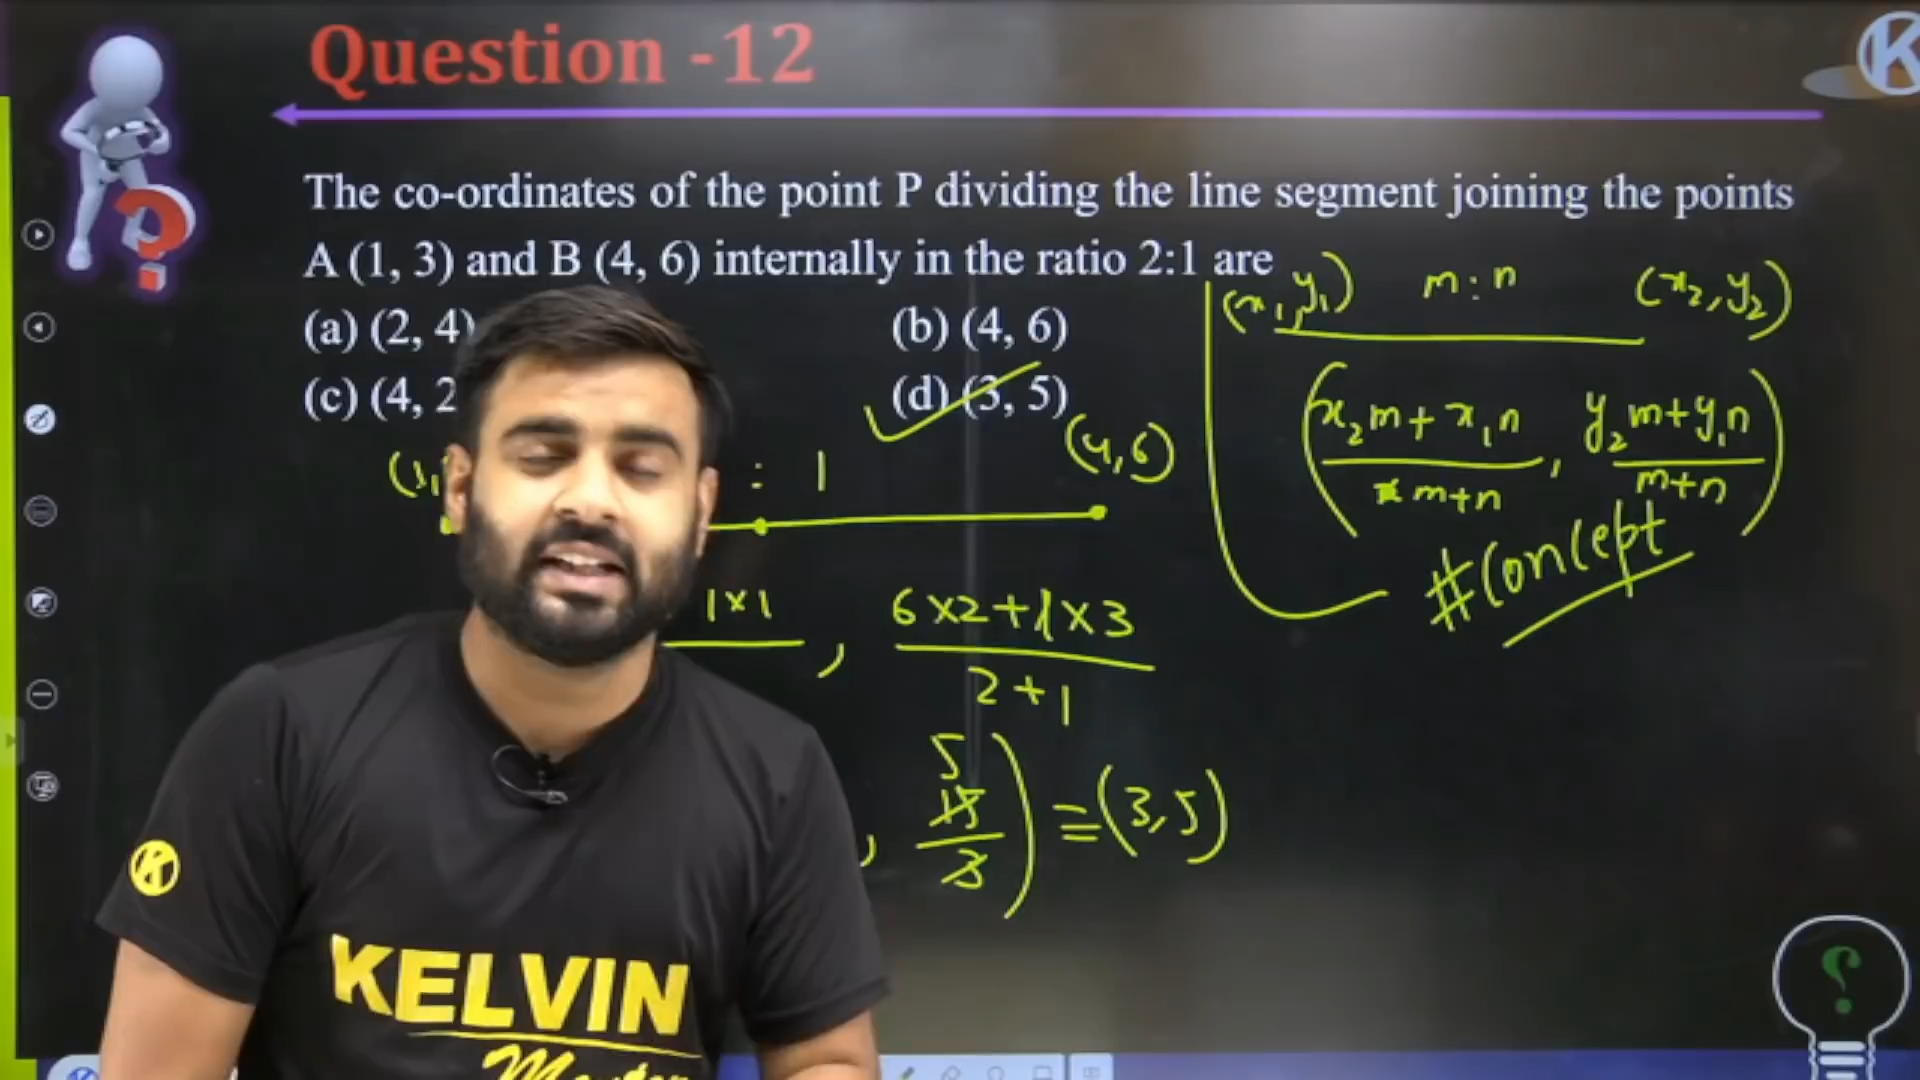 Question -12
The co-ordinates of the point P dividing the line segment joining the points
A (1, 3) and B (4, 6) internally in the ratio 2:1 are
(a) (2, 4)
(b) (4, 6)
(c) (4, 2
(d) (3, 5)
(x₁, y₁) m : n (x₂, y₂)
(x₂m + x₁n / m+n , y₂m + y₁n / m+n)
#Concept
: 1
(4, 6)
1×1 , 6×2+1×3 / 2+1
, 5 15/3) ≡ (3, 5)
K
K
KELVIN
?